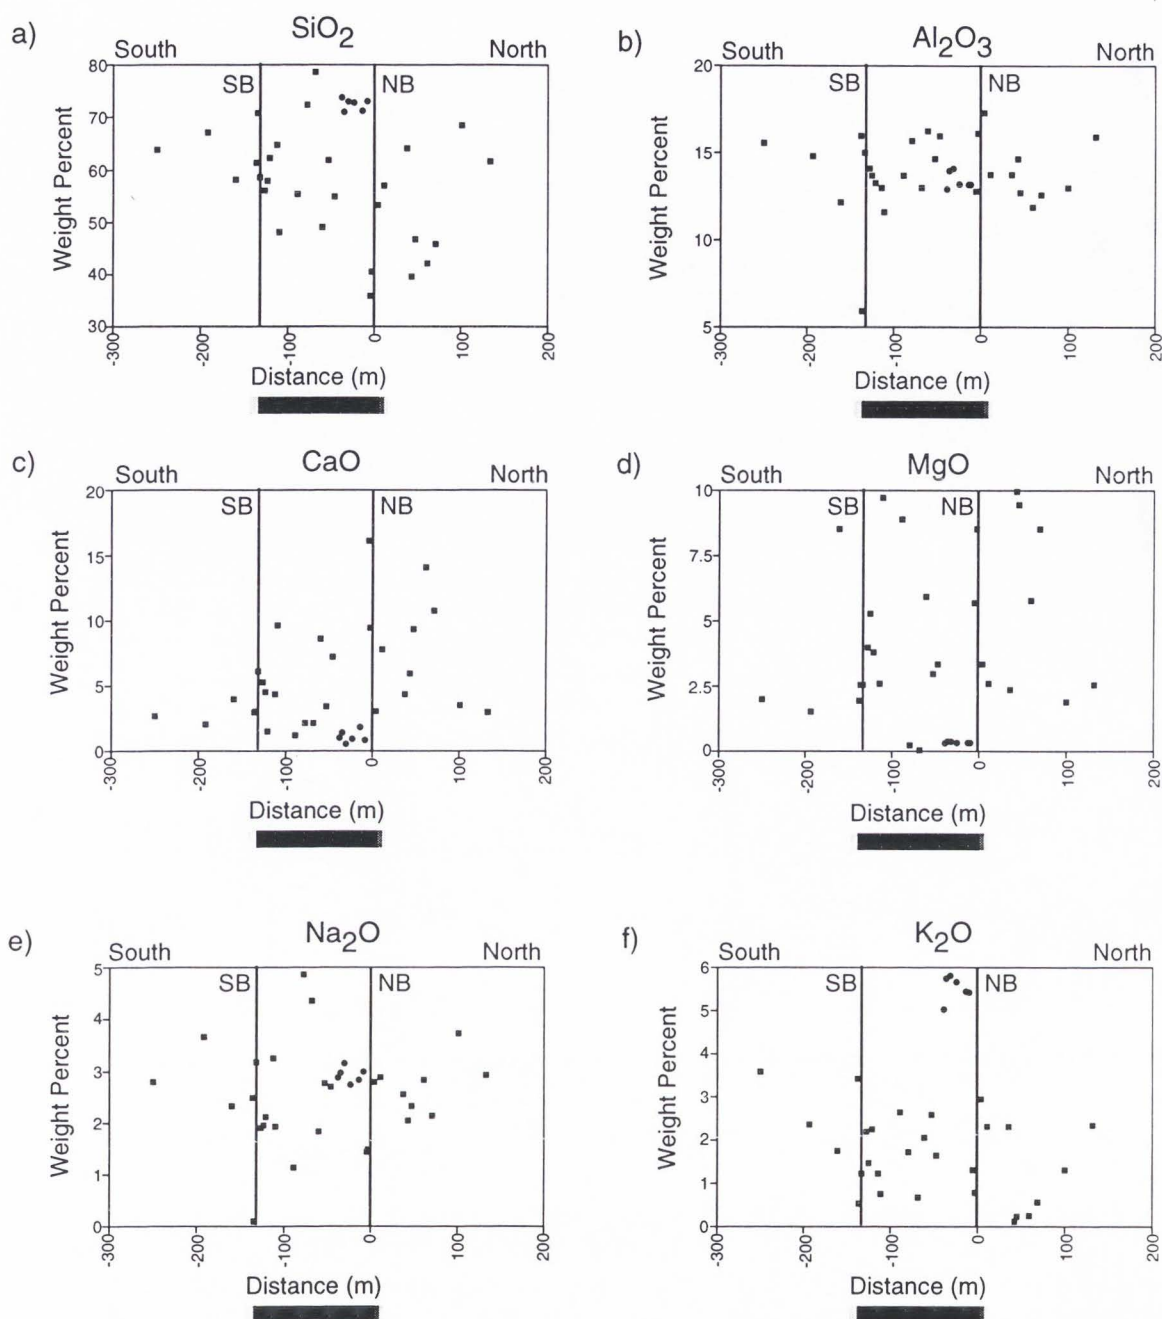 a)
SiO2
South
North
SB
NB
80
70
60
50
40
30
Weight Percent
-300
-200
-100
0
100
200
Distance (m)
b)
Al2O3
South
North
SB
NB
20
15
10
5
Weight Percent
-300
-200
-100
0
100
200
Distance (m)
c)
CaO
South
North
SB
NB
20
15
10
5
0
Weight Percent
-300
-200
-100
0
100
200
Distance (m)
d)
MgO
South
North
SB
NB
10
7.5
5
2.5
0
Weight Percent
-300
-200
-100
0
100
200
Distance (m)
e)
Na2O
South
North
SB
NB
5
4
3
2
1
0
Weight Percent
-300
-200
-100
0
100
200
Distance (m)
f)
K2O
South
North
SB
NB
6
5
4
3
2
1
0
Weight Percent
-300
-200
-100
0
100
200
Distance (m)